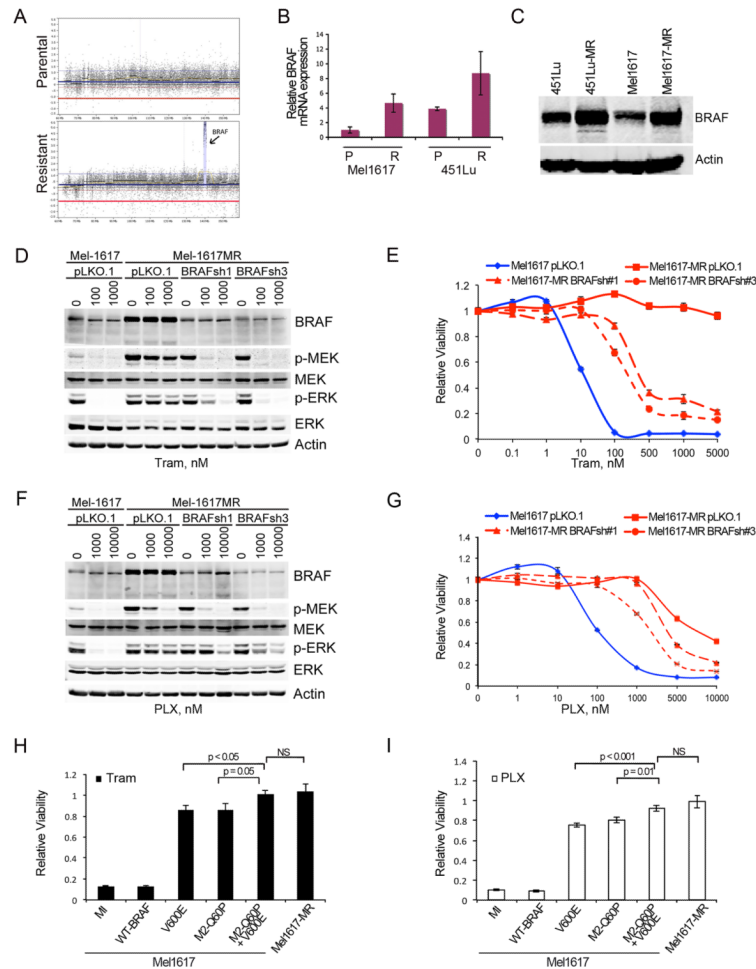 A
Parental
Resistant
BRAF
B
Relative BRAF
mRNA expression
14
12
10
8
6
4
2
0
P R P R
Mel1617 451Lu
C
451Lu
451Lu-MR
Mel1617
Mel1617-MR
BRAF
Actin
D
Mel-1617 Mel-1617MR
pLKO.1 pLKO.1 BRAFsh1 BRAFsh3
0 100 1000 0 100 1000 0 100 1000 0 100 1000
BRAF
p-MEK
MEK
p-ERK
ERK
Actin
Tram, nM
E
Mel1617 pLKO.1 Mel1617-MR pLKO.1
Mel1617-MR BRAFsh#1 Mel1617-MR BRAFsh#3
Relative Viability
1.2
1
0.8
0.6
0.4
0.2
0
0 0.1 1 10 100 500 1000 5000
Tram, nM
F
Mel-1617 Mel-1617MR
pLKO.1 pLKO.1 BRAFsh1 BRAFsh3
0 1000 10000 0 1000 10000 0 1000 10000 0 1000 10000
BRAF
p-MEK
MEK
p-ERK
ERK
Actin
PLX, nM
G
Mel1617 pLKO.1 Mel1617-MR pLKO.1
Mel1617-MR BRAFsh#1 Mel1617-MR BRAFsh#3
Relative Viability
1.4
1.2
1
0.8
0.6
0.4
0.2
0
0 1 10 100 1000 5000 10000
PLX, nM
H
Tram
p < 0.05
p = 0.05
NS
Relative Viability
1.4
1.2
1
0.8
0.6
0.4
0.2
0
MI
WT-BRAF
V600E
M2-Q60P
M2-Q60P
+ V600E
Mel1617-MR
Mel1617
I
PLX
p < 0.001
p = 0.01
NS
Relative Viability
1.4
1.2
1
0.8
0.6
0.4
0.2
0
MI
WT-BRAF
V600E
M2-Q60P
M2-Q60P
+ V600E
Mel1617-MR
Mel1617